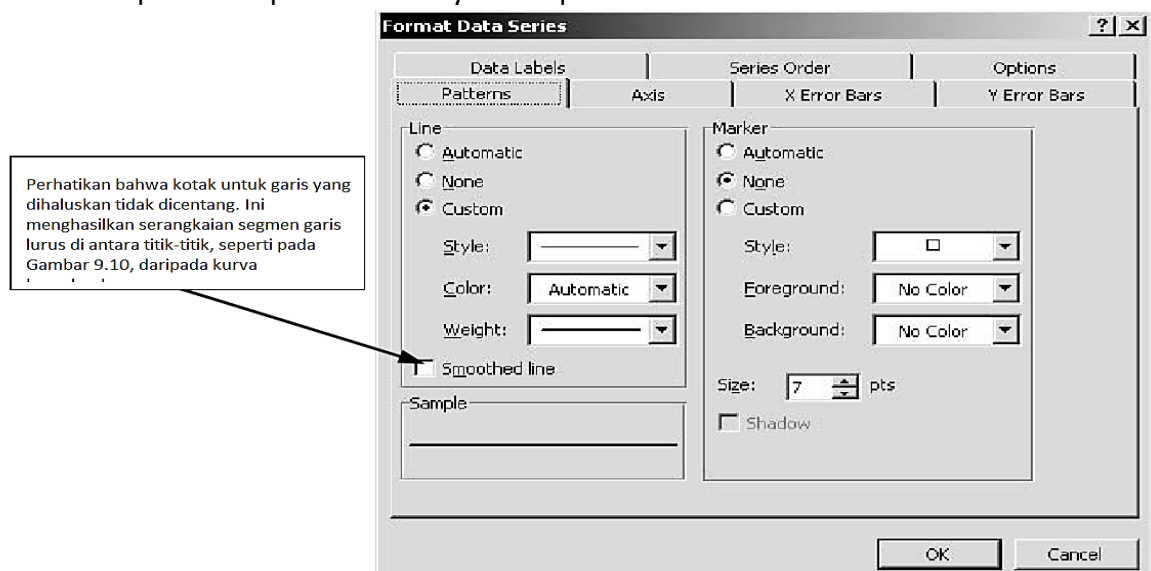 Format Data Series
Data Labels Series Order Options
Patterns Axis X Error Bars Y Error Bars
Line
Automatic
None
Custom
Style:
Color: Automatic
Weight:
Smoothed line
Sample
Marker
Automatic
None
Custom
Style:
Foreground: No Color
Background: No Color
Size: 7 pts
Shadow
OK Cancel
Perhatikan bahwa kotak untuk garis yang
dihaluskan tidak dicentang. Ini
menghasilkan serangkaian segmen garis
lurus di antara titik-titik, seperti pada
Gambar 9.10, daripada kurva